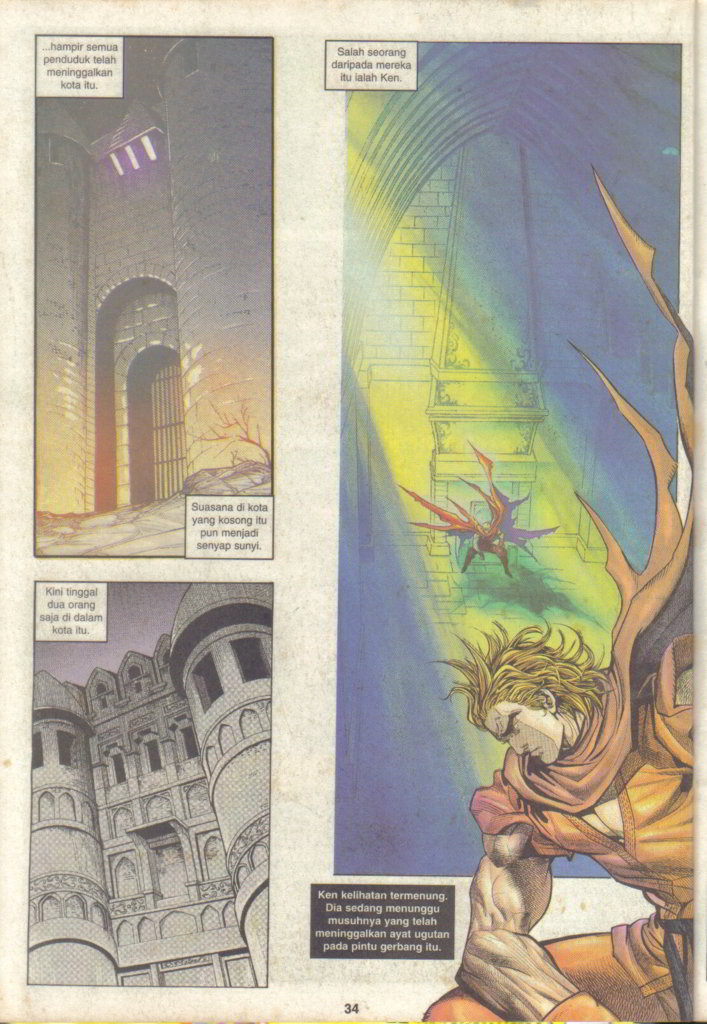 ...hampir semua
penduduk telah
meninggalkan
kota itu.
Suasana di kota
yang kosong itu
pun menjadi
senyap sunyi.
Kini tinggal
dua orang
saja di dalam
kota itu.
Salah seorang
daripada mereka
itu ialah Ken.
Ken kelihatan termenung.
Dia sedang menunggu
musuhnya yang telah
meninggalkan ayat ugutan
pada pintu gerbang itu.
34